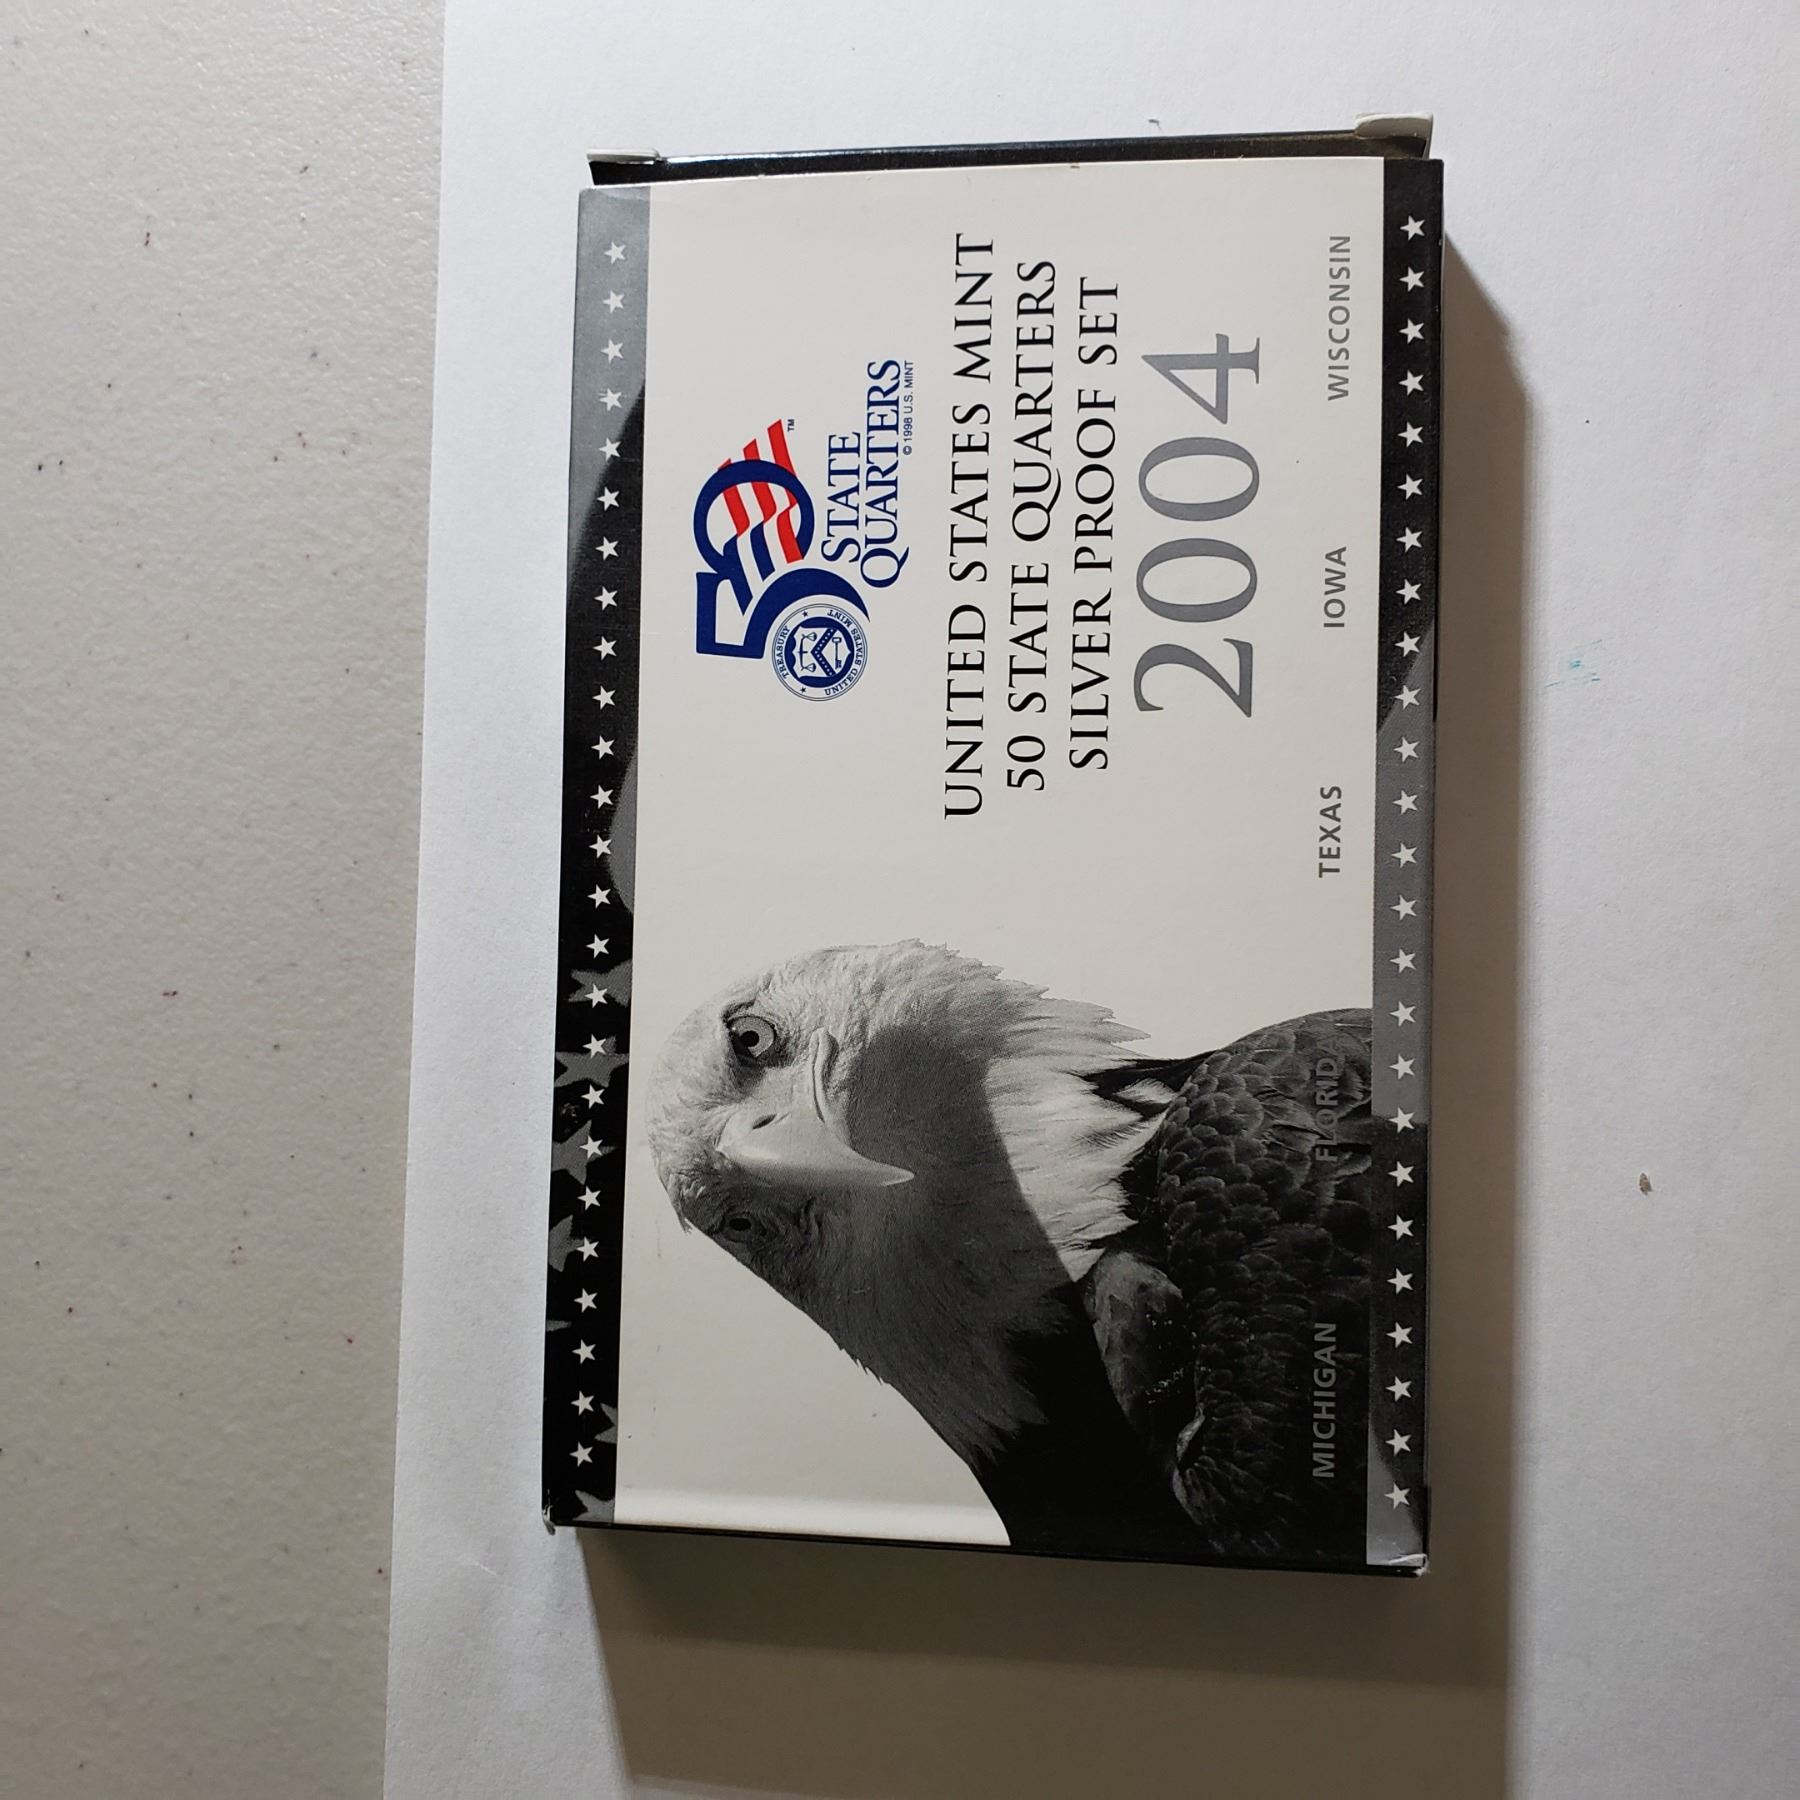 50
STATE
QUARTERS
™
© 1998 U.S. MINT
TREASURY
UNITED STATES MINT
UNITED STATES MINT
50 STATE QUARTERS
SILVER PROOF SET
2004
MICHIGAN FLORIDA TEXAS IOWA WISCONSIN